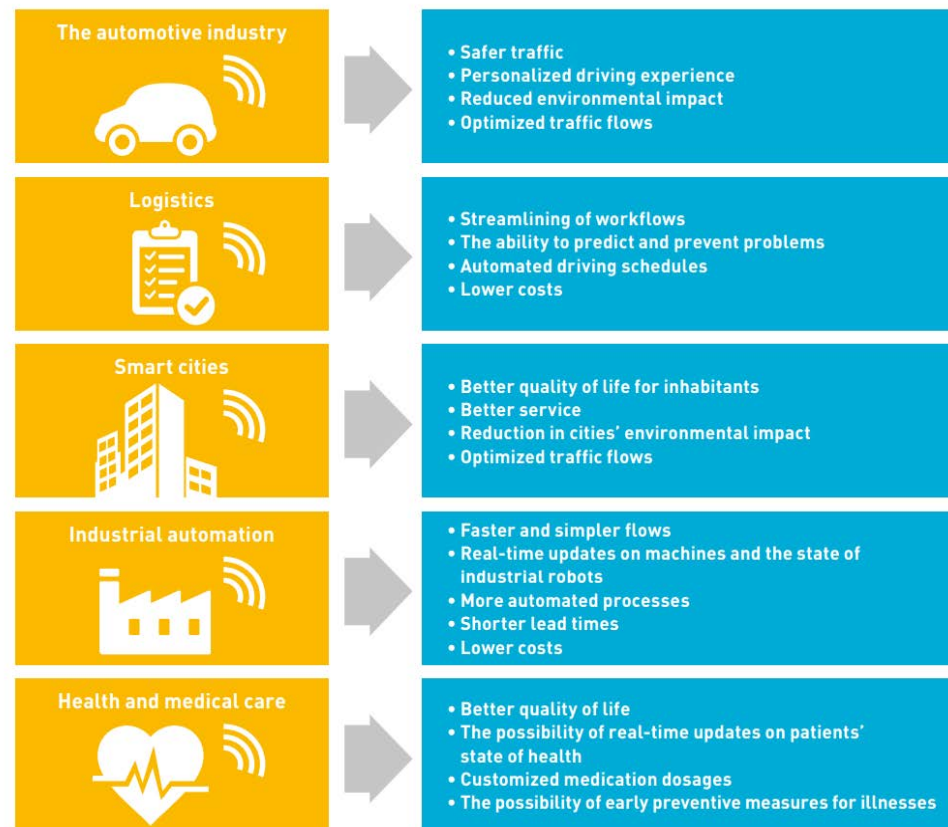 The automotive industry
• Safer traffic
• Personalized driving experience
• Reduced environmental impact
• Optimized traffic flows
Logistics
• Streamlining of workflows
• The ability to predict and prevent problems
• Automated driving schedules
• Lower costs
Smart cities
• Better quality of life for inhabitants
• Better service
• Reduction in cities’ environmental impact
• Optimized traffic flows
Industrial automation
• Faster and simpler flows
• Real-time updates on machines and the state of
industrial robots
• More automated processes
• Shorter lead times
• Lower costs
Health and medical care
• Better quality of life
• The possibility of real-time updates on patients’
state of health
• Customized medication dosages
• The possibility of early preventive measures for illnesses